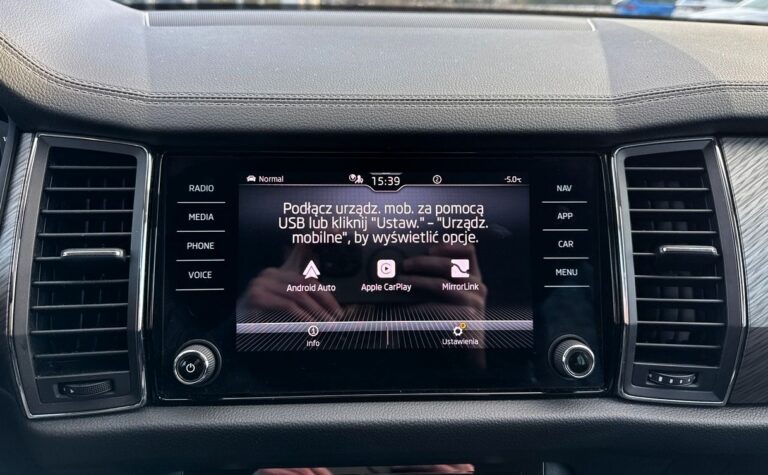 RADIO
MEDIA
PHONE
VOICE
Normal
15:39
-5.0°C
Podłącz urządz. mob. za pomocą
USB lub kliknij "Ustaw." – "Urządz.
mobilne", by wyświetlić opcje.
Android Auto
Apple CarPlay
MirrorLink
Info
Ustawienia
NAV
APP
CAR
MENU